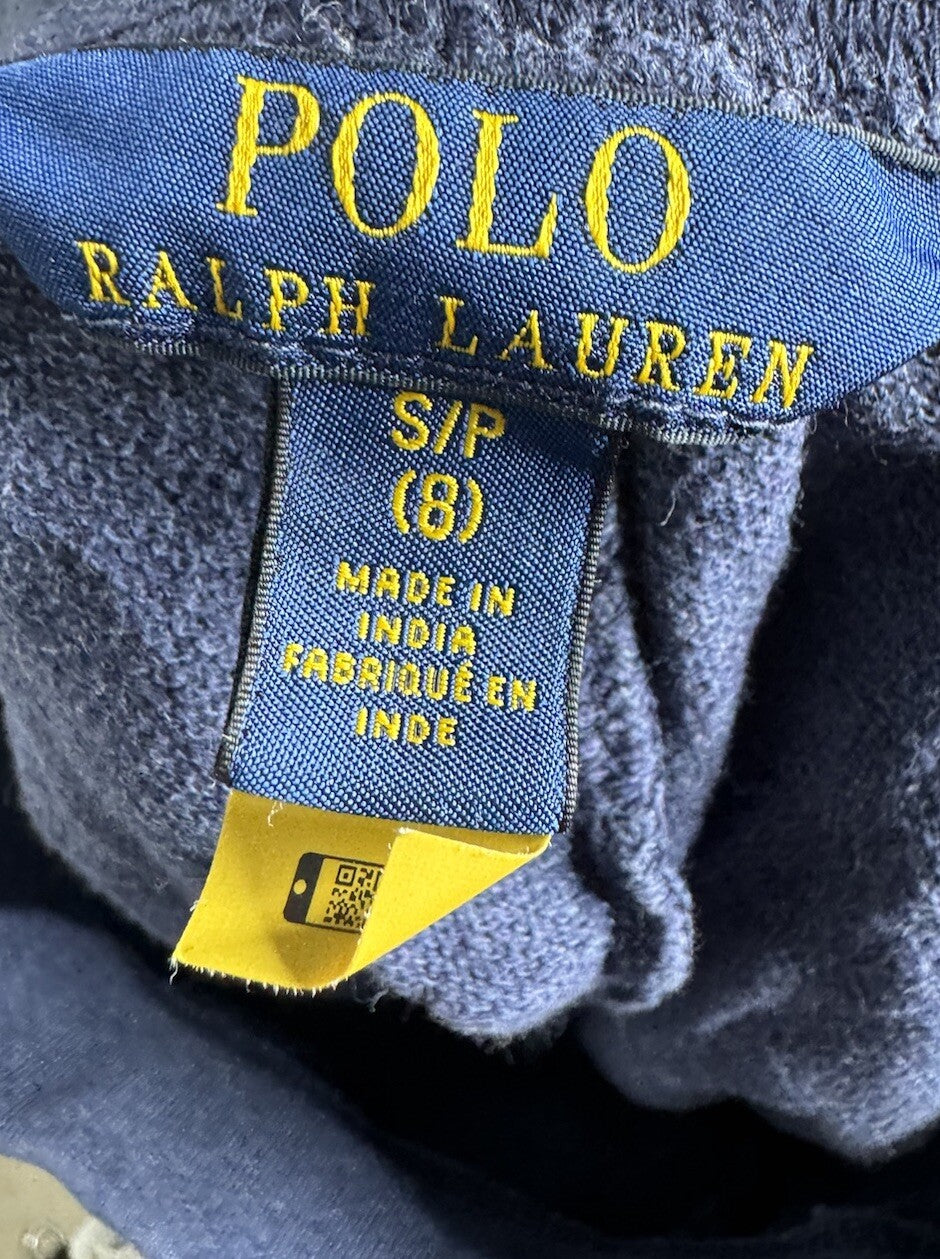 POLO
RALPH LAUREN
S/P
(8)
MADE IN
INDIA
FABRIQUÉ EN
INDE